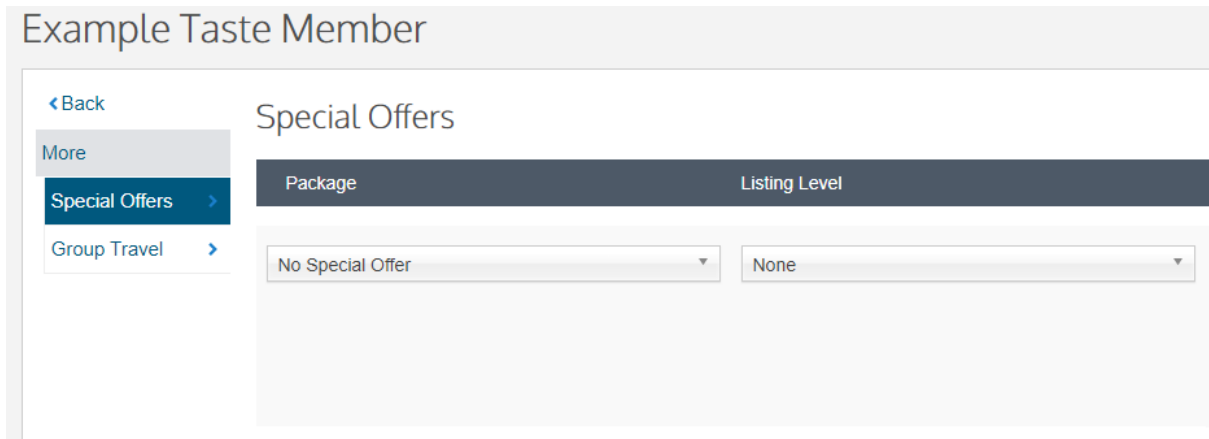 Example Taste Member
Back
Special Offers
More
Package Listing Level
Special Offers
Group Travel
No Special Offer None